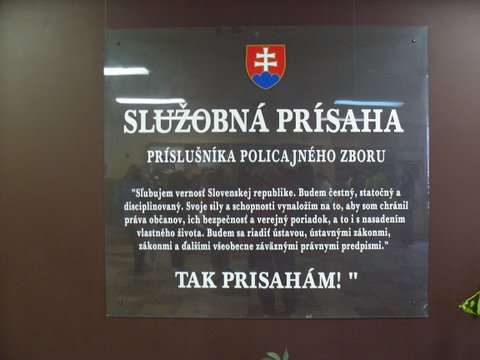 SLUŽOBNÁ PRÍSAHA
PRÍSLUŠNÍKA POLICAJNÉHO ZBORU
"Sľubujem vernosť Slovenskej republike. Budem čestný, statočný a
disciplinovaný. Svoje sily a schopnosti vynaložím na to, aby som chránil
práva občanov, ich bezpečnosť a verejný poriadok, a to i s nasadením
vlastného života. Budem sa riadiť ústavou, ústavnými zákonmi,
zákonmi a ďalšími všeobecne záväznými právnymi predpismi."
TAK PRISAHÁM! "